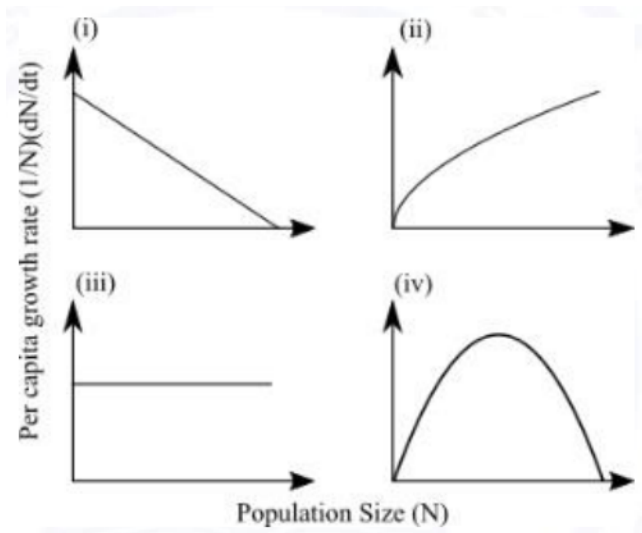 (i)
(ii)
(iii)
(iv)
Per capita growth rate (1/N)(dN/dt)
Population Size (N)